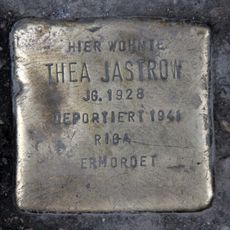 HIER WOHNTE
THEA JASTROW
JG. 1928
DEPORTIERT 1941
RIGA
ERMORDET